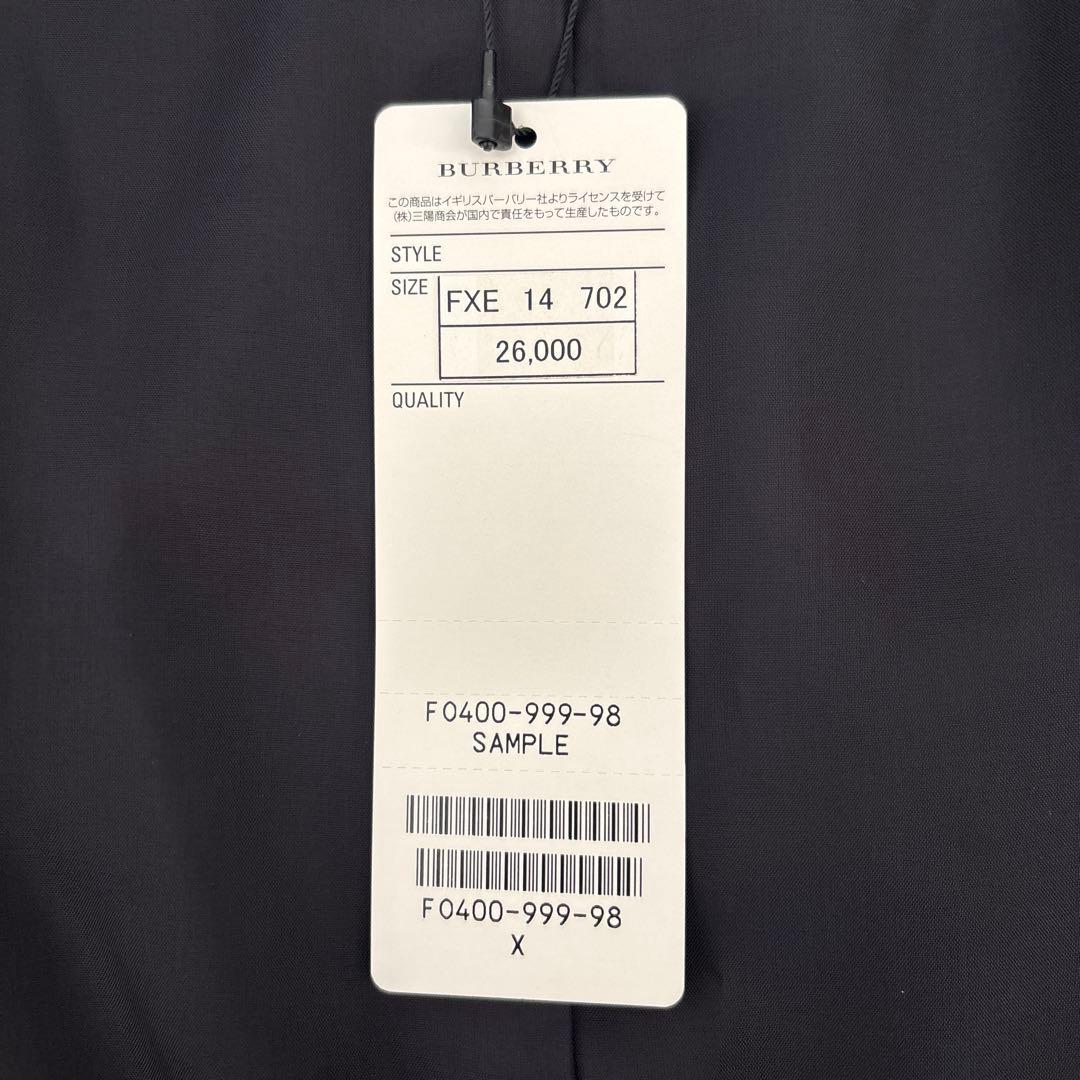 BURBERRY
この商品はイギリスバーバリー社よりライセンスを受けて
(株)三陽商会が国内で責任をもって生産したものです。
STYLE
SIZE
FXE 14 702
26,000
QUALITY
F0400-999-98
SAMPLE
F0400-999-98
X